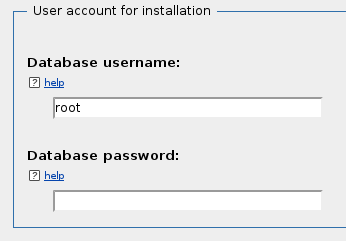 User account for installation
Database username:
? help
root
Database password:
? help